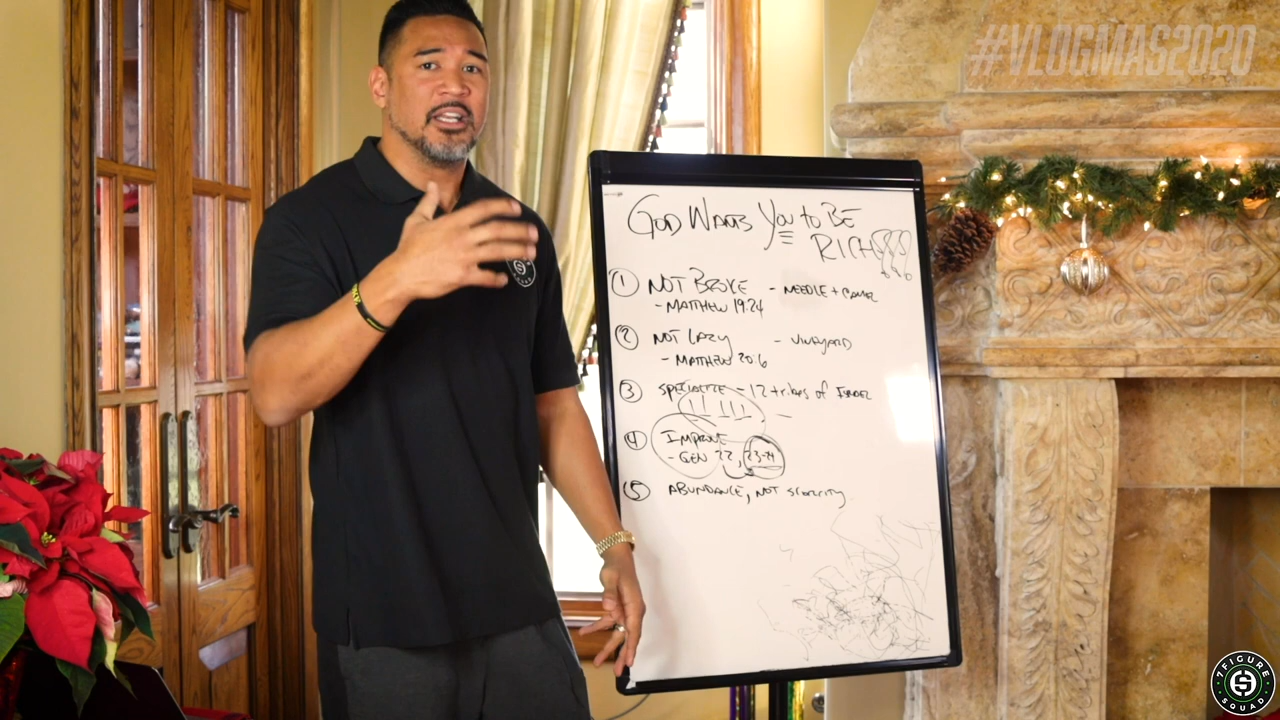 #VLOGMAS2020
GOD WANTS YOU TO BE
RICH
1 NOT BROKE - NEEDLE + CAMEL
- MATTHEW 19:24
2 NOT LAZY - VINEYARD
- MATTHEW 20:6
3 SPECIALIZE - 12 tribes of ISRAEL
4 IMPROVE
- GEN 22, 23-24
5 ABUNDANCE, NOT SCARCITY
7 FIGURE
SQUAD